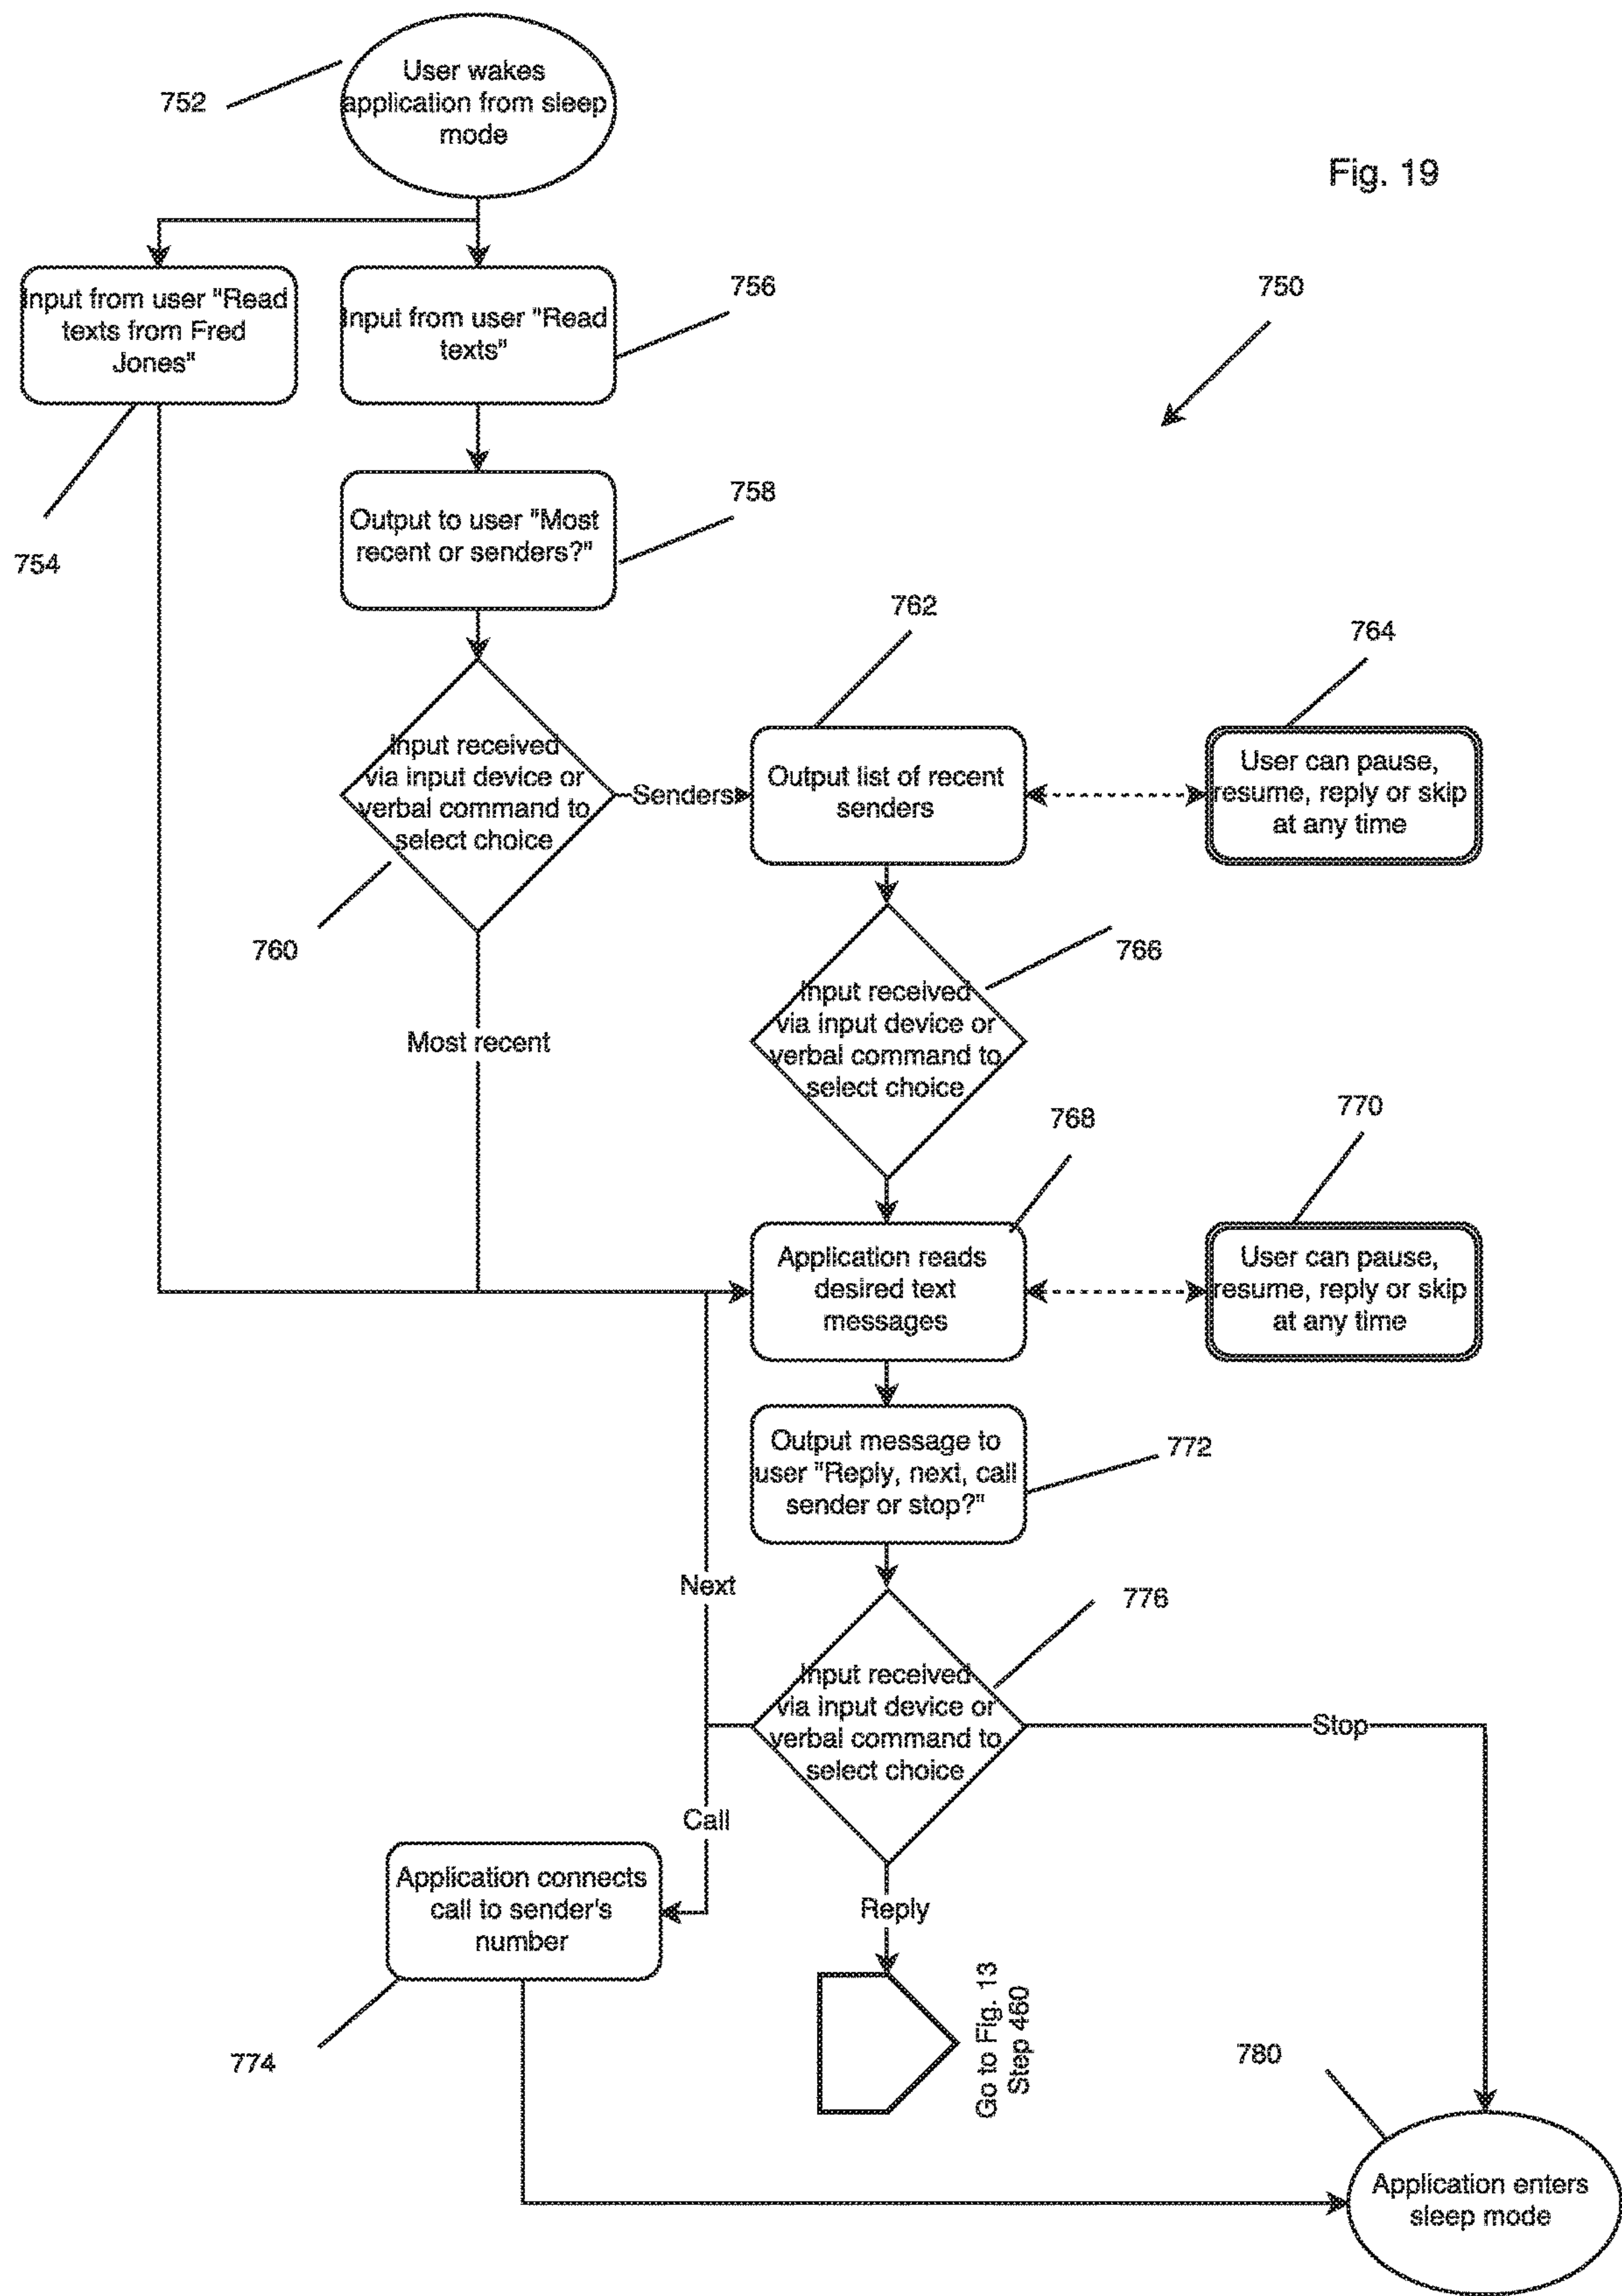 User wakes
application from sleep
mode
752
Fig. 19
Input from user "Read
texts from Fred
Jones"
754
Input from user "Read
texts"
756
750
Output to user "Most
recent or senders?"
758
Input received
via input device or
verbal command to
select choice
760
Senders
Most recent
762
Output list of recent
senders
764
User can pause,
resume, reply or skip
at any time
Input received
via input device or
verbal command to
select choice
766
768
Application reads
desired text
messages
770
User can pause,
resume, reply or skip
at any time
Output message to
user "Reply, next, call
sender or stop?"
772
Next
Input received
via input device or
verbal command to
select choice
776
Stop
Call
Application connects
call to sender's
number
774
Reply
Go to Fig. 13
Step 460
780
Application enters
sleep mode